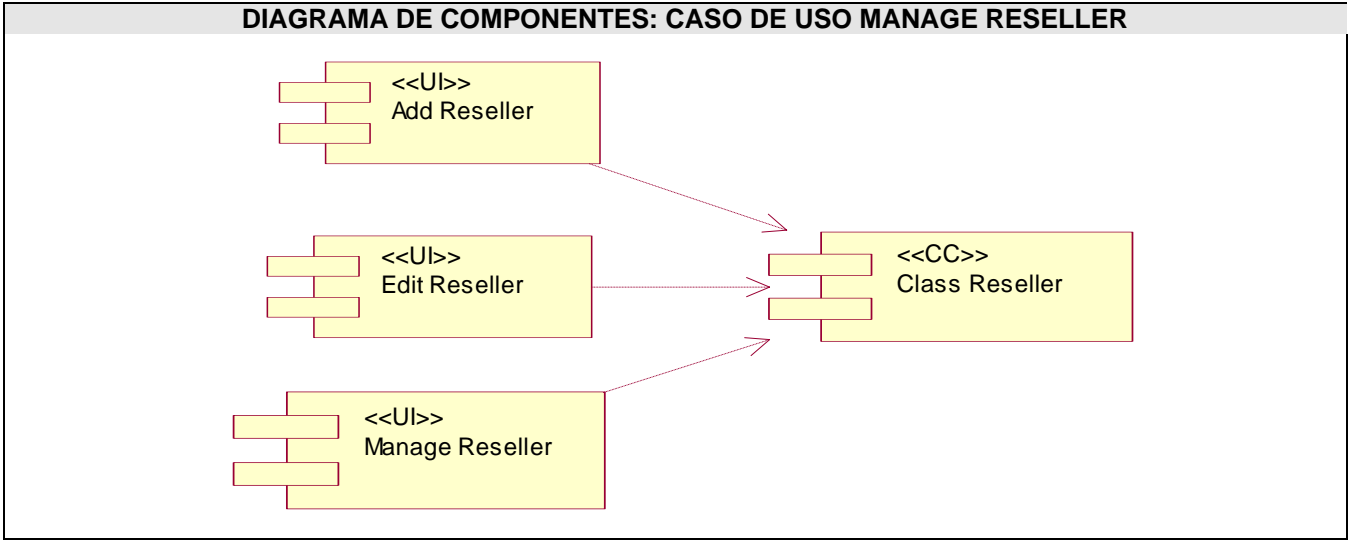 DIAGRAMA DE COMPONENTES: CASO DE USO MANAGE RESELLER
<<UI>>
Add Reseller
<<UI>>
Edit Reseller
<<CC>>
Class Reseller
<<UI>>
Manage Reseller